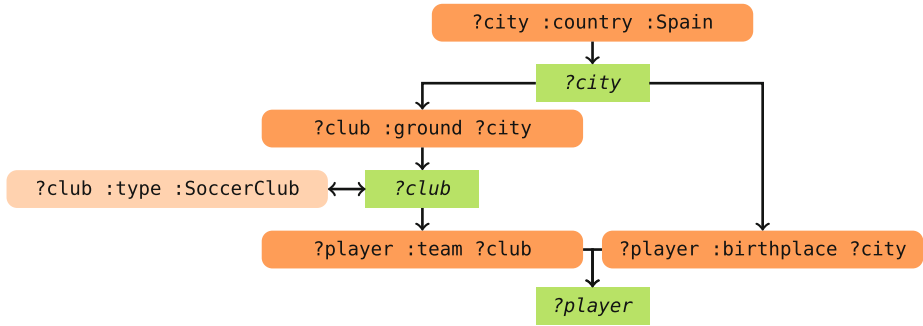 ?city :country :Spain
?city
?club :ground ?city
?club :type :SoccerClub
?club
?player :team ?club
?player :birthplace ?city
?player